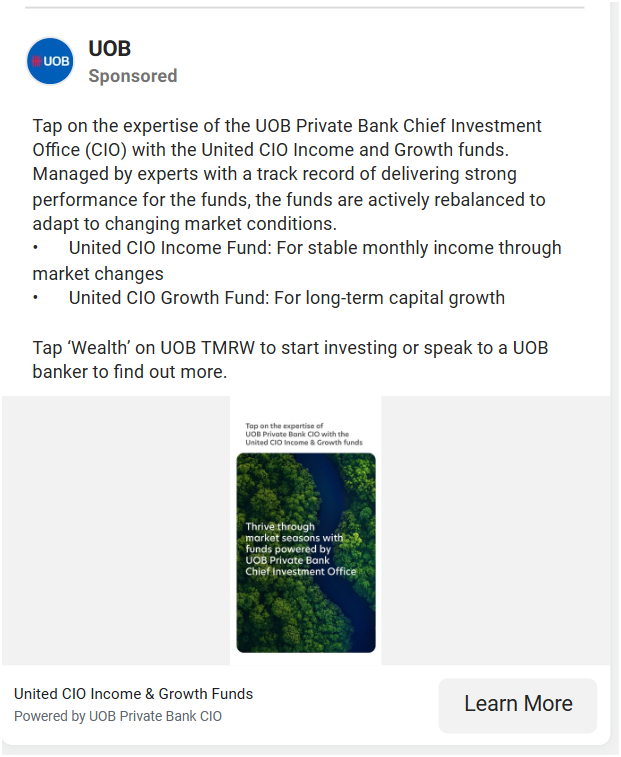 UOB
UOB
Sponsored
Tap on the expertise of the UOB Private Bank Chief Investment
Office (CIO) with the United CIO Income and Growth funds.
Managed by experts with a track record of delivering strong
performance for the funds, the funds are actively rebalanced to
adapt to changing market conditions.
• United CIO Income Fund: For stable monthly income through
market changes
• United CIO Growth Fund: For long-term capital growth
Tap ‘Wealth’ on UOB TMRW to start investing or speak to a UOB
banker to find out more.
Tap on the expertise of
UOB Private Bank CIO with the
United CIO Income & Growth funds
Thrive through
market seasons with
funds powered by
UOB Private Bank
Chief Investment Office
United CIO Income & Growth Funds
Powered by UOB Private Bank CIO
Learn More